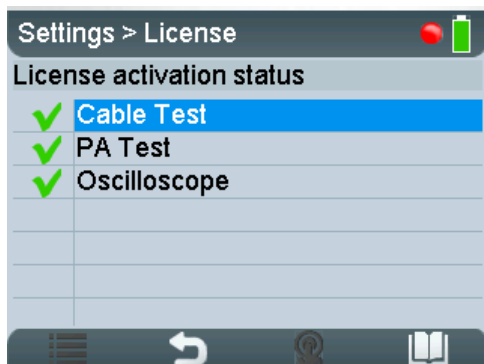 Settings > License
License activation status
Cable Test
PA Test
Oscilloscope